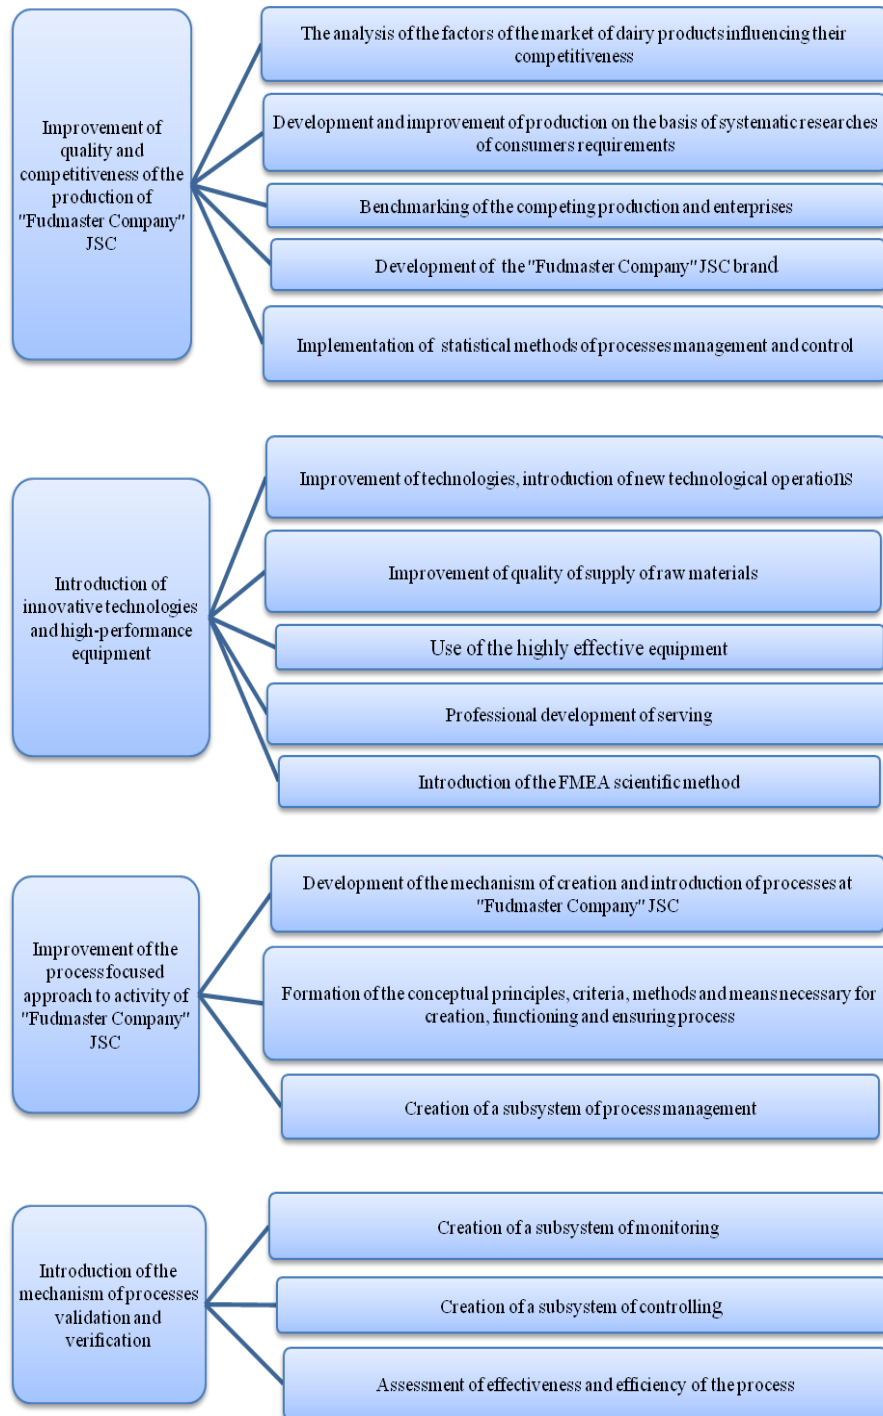 Improvement of
quality and
competitiveness of the
production of
"Fudmaster Company"
JSC
The analysis of the factors of the market of dairy products influencing their
competitiveness
Development and improvement of production on the basis of systematic researches
of consumers requirements
Benchmarking of the competing production and enterprises
Development of the "Fudmaster Company" JSC brand
Implementation of statistical methods of processes management and control
Introduction of
innovative technologies
and high-performance
equipment
Improvement of technologies, introduction of new technological operations
Improvement of quality of supply of raw materials
Use of the highly effective equipment
Professional development of serving
Introduction of the FMEA scientific method
Improvement of the
process focused
approach to activity of
"Fudmaster Company"
JSC
Development of the mechanism of creation and introduction of processes at
"Fudmaster Company" JSC
Formation of the conceptual principles, criteria, methods and means necessary for
creation, functioning and ensuring process
Creation of a subsystem of process management
Introduction of the
mechanism of processes
validation and
verification
Creation of a subsystem of monitoring
Creation of a subsystem of controlling
Assessment of effectiveness and efficiency of the process